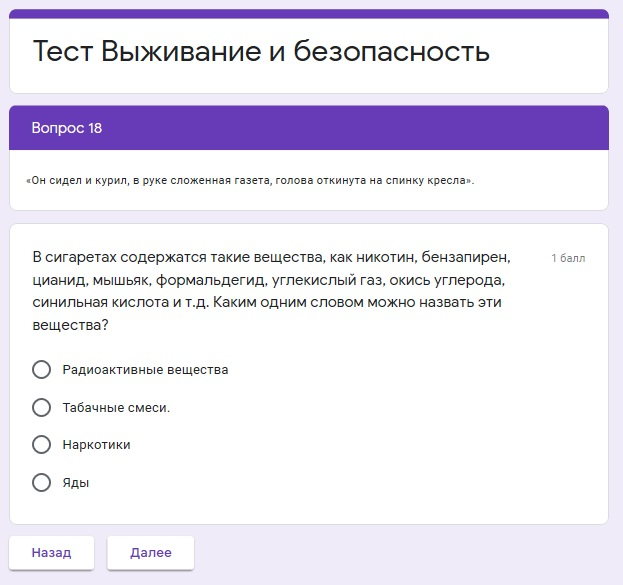 Тест Выживание и безопасность
Вопрос 18
«Он сидел и курил, в руке сложенная газета, голова откинута на спинку кресла».
В сигаретах содержатся такие вещества, как никотин, бензапирен,
1 балл
цианид, мышьяк, формальдегид, углекислый газ, окись углерода,
синильная кислота и т.д. Каким одним словом можно назвать эти
вещества?
Радиоактивные вещества
Табачные смеси.
Наркотики
Яды
Назад
Далее